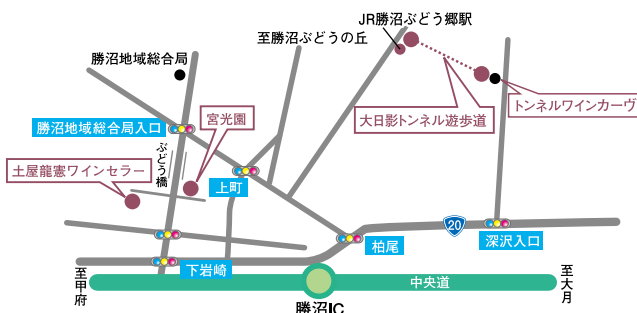 JR勝沼ぶどう郷駅
至勝沼ぶどうの丘
勝沼地域総合局
トンネルワインカーヴ
宮光園
大日影トンネル遊歩道
勝沼地域総合局入口
ぶどう橋
土屋龍憲ワインセラー
上町
20
柏尾
深沢入口
下岩崎
至甲府
中央道
至大月
勝沼IC